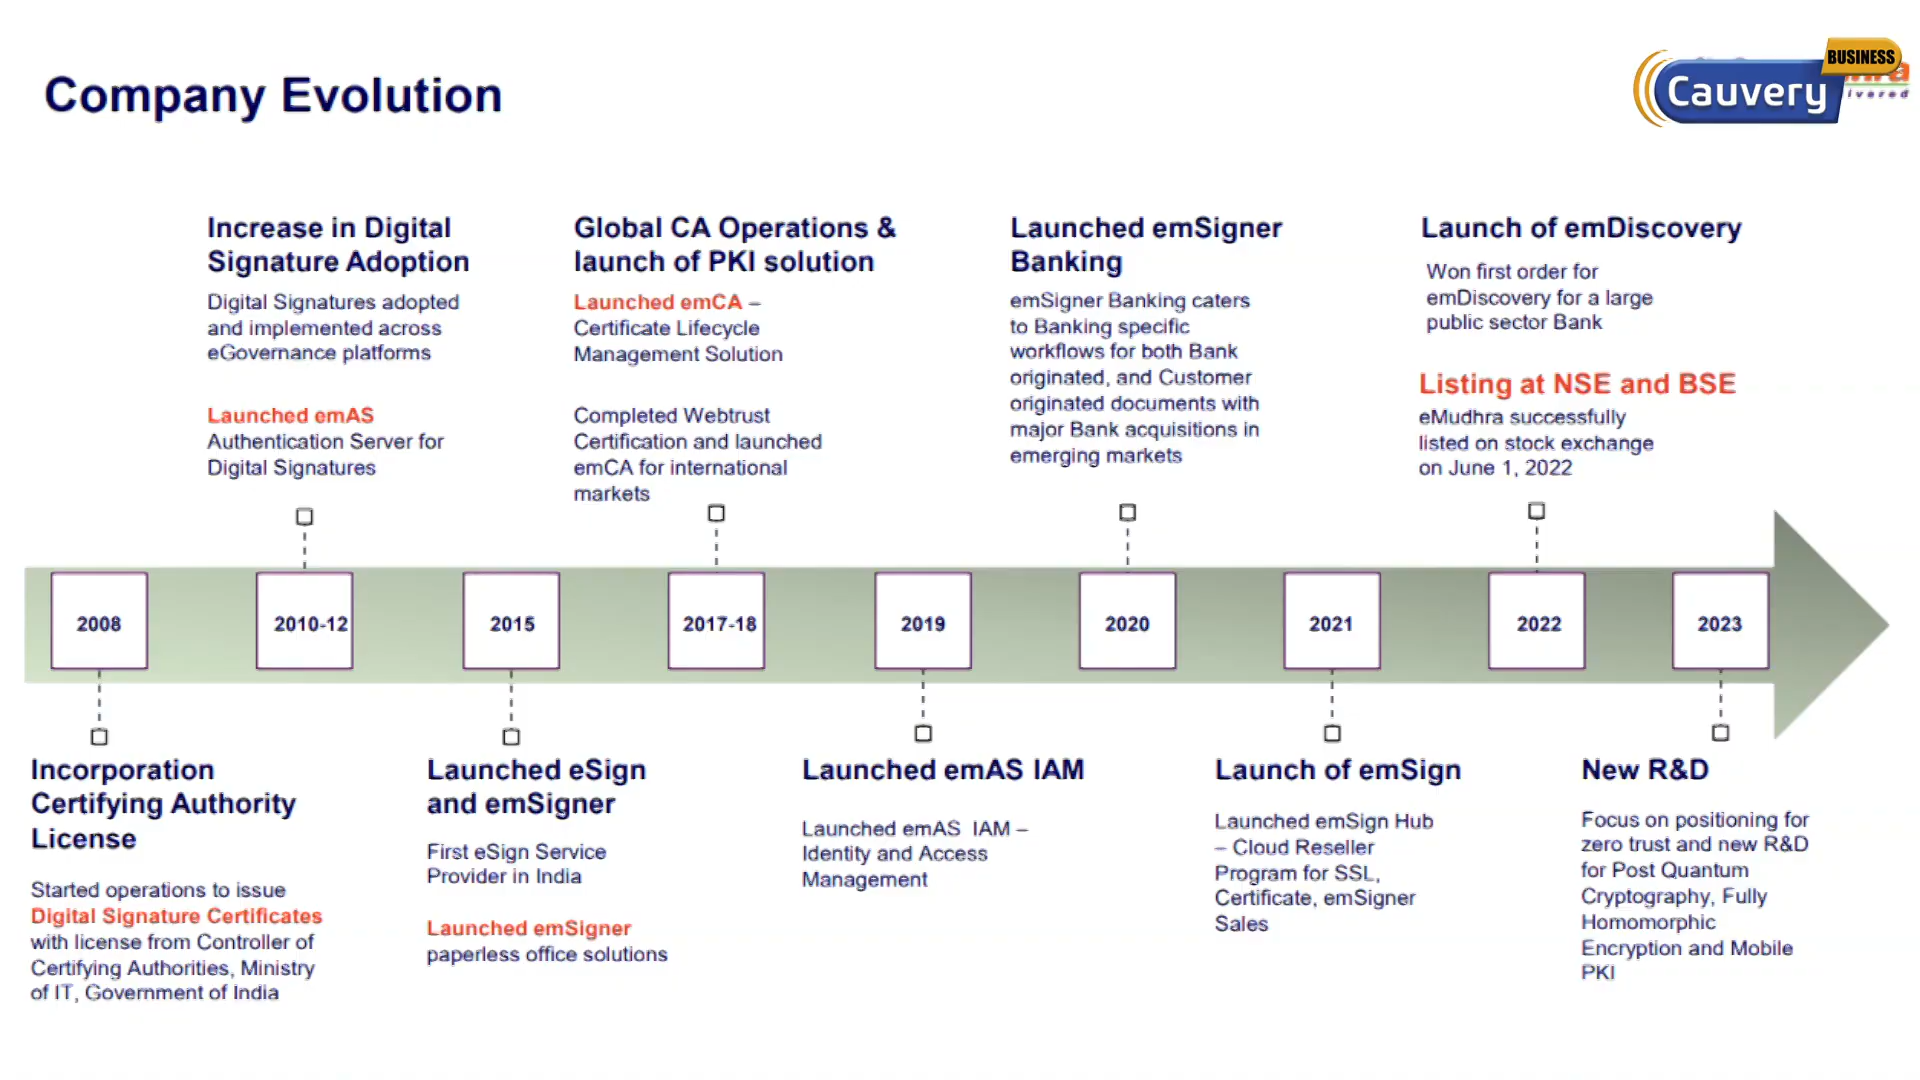 Company Evolution
BUSINESS
Cauvery
Increase in Digital
Signature Adoption
Digital Signatures adopted
and implemented across
eGovernance platforms
Launched emAS
Authentication Server for
Digital Signatures
Global CA Operations &
launch of PKI solution
Launched emCA –
Certificate Lifecycle
Management Solution
Completed Webtrust
Certification and launched
emCA for international
markets
Launched emSigner
Banking
emSigner Banking caters
to Banking specific
workflows for both Bank
originated, and Customer
originated documents with
major Bank acquisitions in
emerging markets
Launch of emDiscovery
Won first order for
emDiscovery for a large
public sector Bank
Listing at NSE and BSE
eMudhra successfully
listed on stock exchange
on June 1, 2022
2008
2010-12
2015
2017-18
2019
2020
2021
2022
2023
Incorporation
Certifying Authority
License
Started operations to issue
Digital Signature Certificates
with license from Controller of
Certifying Authorities, Ministry
of IT, Government of India
Launched eSign
and emSigner
First eSign Service
Provider in India
Launched emSigner
paperless office solutions
Launched emAS IAM
Launched emAS IAM –
Identity and Access
Management
Launch of emSign
Launched emSign Hub
– Cloud Reseller
Program for SSL,
Certificate, emSigner
Sales
New R&D
Focus on positioning for
zero trust and new R&D
for Post Quantum
Cryptography, Fully
Homomorphic
Encryption and Mobile
PKI